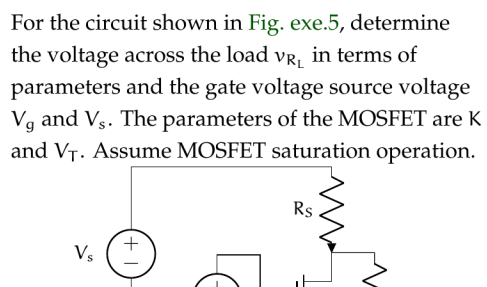 For the circuit shown in Fig. exe.5, determine
the voltage across the load v_{R_L} in terms of
parameters and the gate voltage source voltage
V_g and V_s. The parameters of the MOSFET are K
and V_T. Assume MOSFET saturation operation.
R_S
+
V_s
−